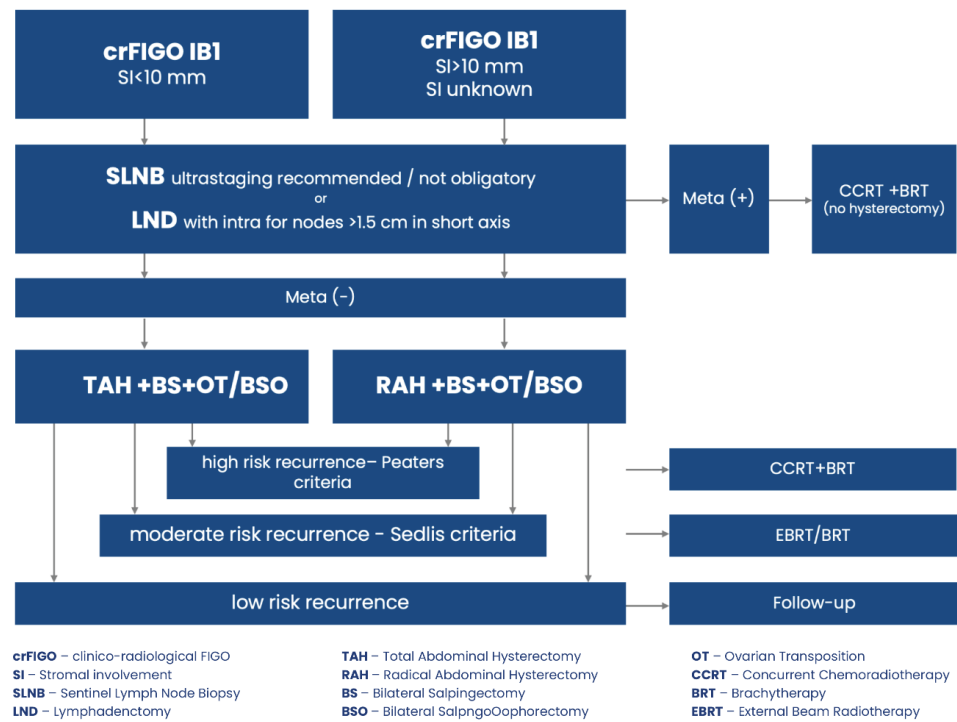 crFIGO IB1
SI<10 mm
crFIGO IB1
SI>10 mm
SI unknown
SLNB ultrastaging recommended / not obligatory
or
LND with intra for nodes >1.5 cm in short axis
Meta (+)
CCRT +BRT
(no hysterectomy)
Meta (-)
TAH +BS+OT/BSO
RAH +BS+OT/BSO
high risk recurrence– Peaters
criteria
CCRT+BRT
moderate risk recurrence - Sedlis criteria
EBRT/BRT
low risk recurrence
Follow-up
crFIGO – clinico-radiological FIGO
SI – Stromal involvement
SLNB – Sentinel Lymph Node Biopsy
LND – Lymphadenctomy
TAH – Total Abdominal Hysterectomy
RAH – Radical Abdominal Hysterectomy
BS – Bilateral Salpingectomy
BSO – Bilateral SalpngoOophorectomy
OT – Ovarian Transposition
CCRT – Concurrent Chemoradiotherapy
BRT – Brachytherapy
EBRT – External Beam Radiotherapy